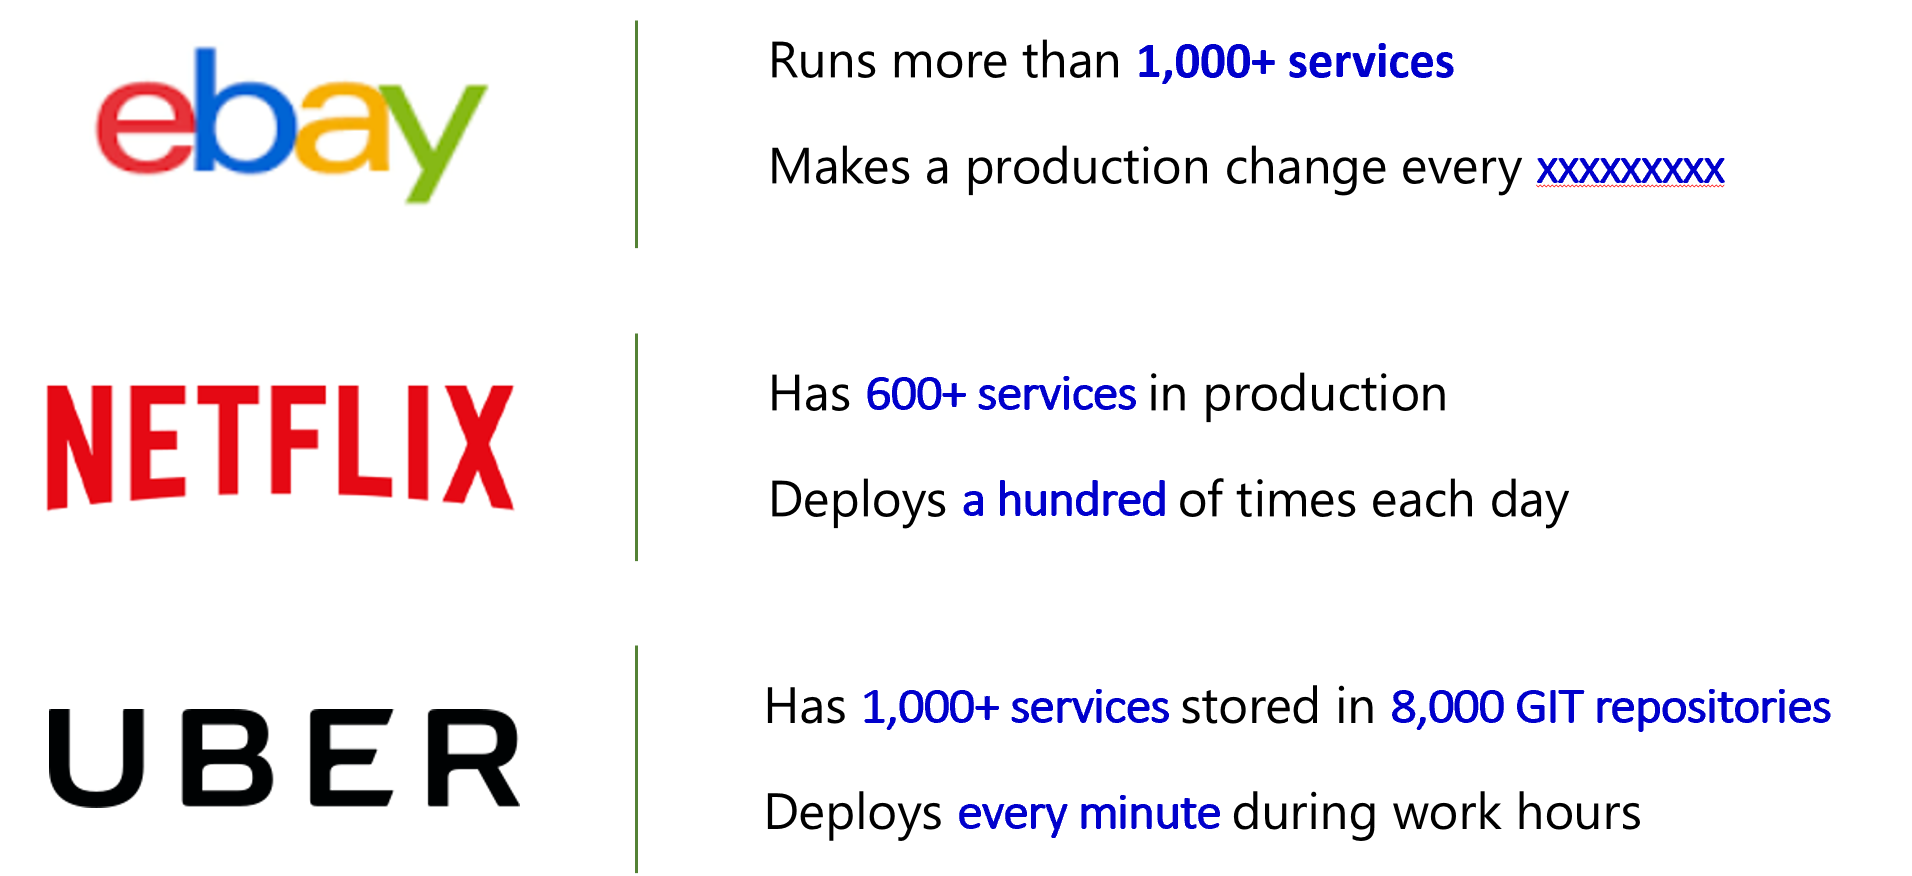 ebay
Runs more than 1,000+ services
Makes a production change every xxxxxxxxx
NETFLIX
Has 600+ services in production
Deploys a hundred of times each day
UBER
Has 1,000+ services stored in 8,000 GIT repositories
Deploys every minute during work hours